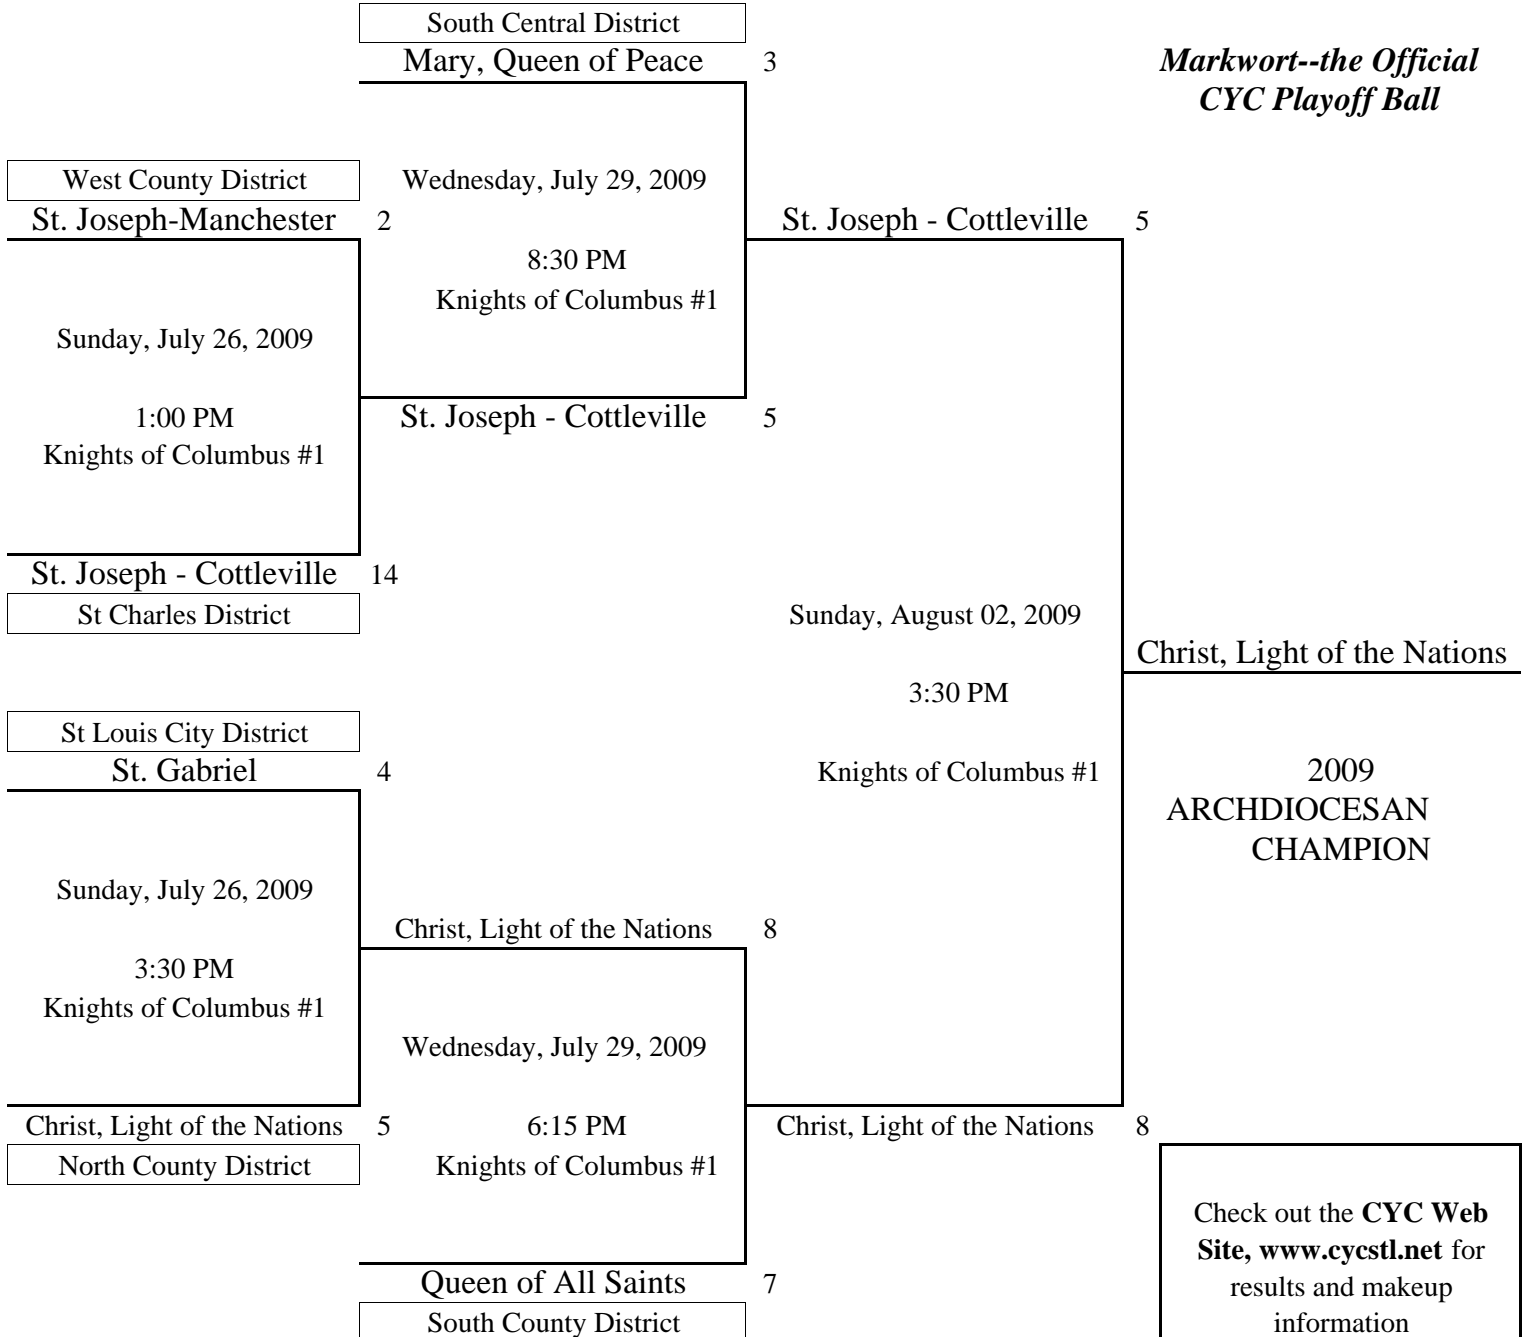 South Central District
Mary, Queen of Peace 3
Markwort--the Official
CYC Playoff Ball
West County District
Wednesday, July 29, 2009
St. Joseph-Manchester 2
St. Joseph - Cottleville 5
8:30 PM
Knights of Columbus #1
Sunday, July 26, 2009
1:00 PM
St. Joseph - Cottleville 5
Knights of Columbus #1
St. Joseph - Cottleville 14
St Charles District
Sunday, August 02, 2009
Christ, Light of the Nations
3:30 PM
St Louis City District
St. Gabriel 4
Knights of Columbus #1
2009
ARCHDIOCESAN
CHAMPION
Sunday, July 26, 2009
Christ, Light of the Nations 8
3:30 PM
Knights of Columbus #1
Wednesday, July 29, 2009
Christ, Light of the Nations 5
6:15 PM
Christ, Light of the Nations 8
North County District
Knights of Columbus #1
Check out the CYC Web
Site, www.cycstl.net for
results and makeup
information
Queen of All Saints 7
South County District